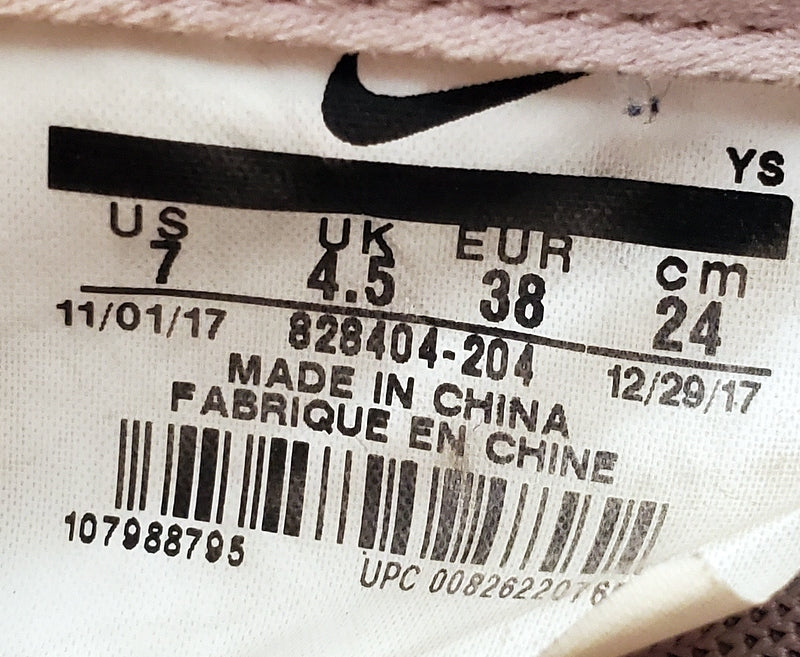 YS
US UK EUR cm
7 4.5 38 24
11/01/17 828404-204 12/29/17
MADE IN CHINA
FABRIQUE EN CHINE
107988795
UPC